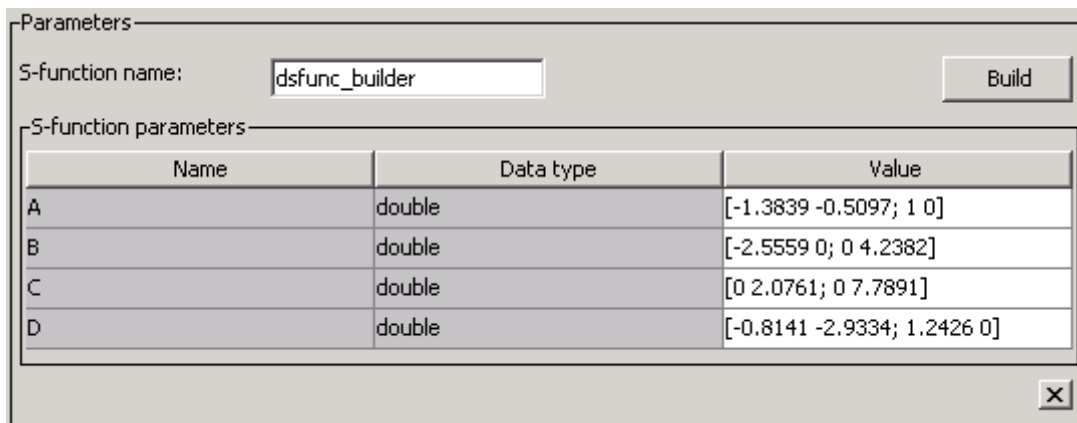 Parameters
S-function name: dsfunc_builder Build
S-function parameters
Name Data type Value
A double [-1.3839 -0.5097; 1 0]
B double [-2.5559 0; 0 4.2382]
C double [0 2.0761; 0 7.7891]
D double [-0.8141 -2.9334; 1.2426 0]